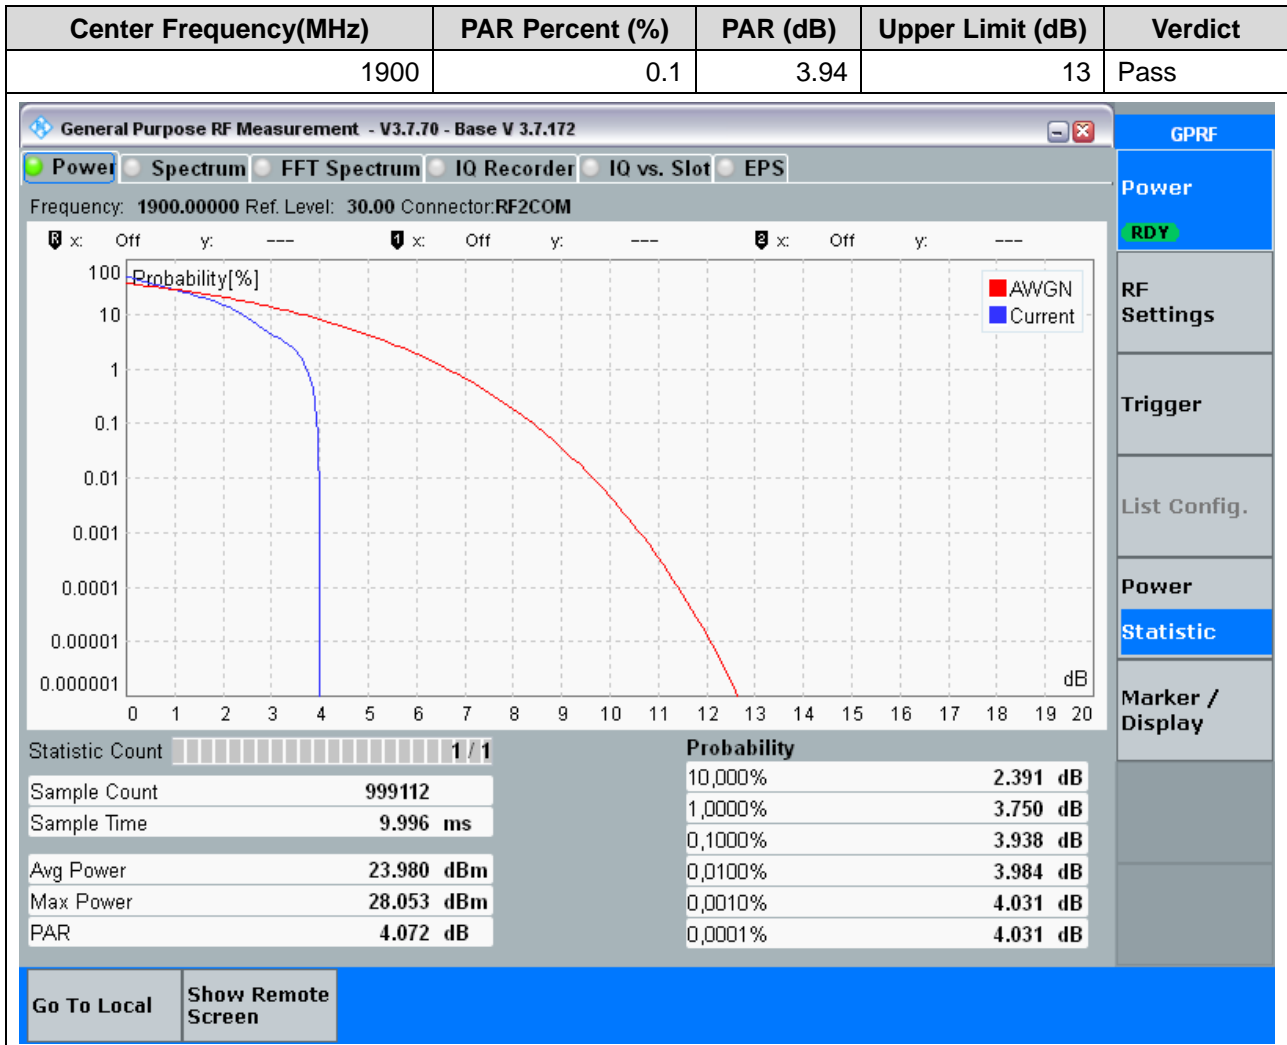 Center Frequency(MHz) PAR Percent (%) PAR (dB) Upper Limit (dB) Verdict
1900 0.1 3.94 13 Pass
General Purpose RF Measurement - V3.7.70 - Base V 3.7.172
GPRF
Power Spectrum FFT Spectrum IQ Recorder IQ vs. Slot EPS
Power
RDY
Frequency: 1900.00000 Ref. Level: 30.00 Connector:RF2COM
R x: Off y: --- 1 x: Off y: --- 2 x: Off y: ---
Probability[%]
AWGN
Current
100
10
1
0.1
0.01
0.001
0.0001
0.00001
0.000001
dB
0 1 2 3 4 5 6 7 8 9 10 11 12 13 14 15 16 17 18 19 20
RF
Settings
Trigger
List Config.
Power
Statistic
Marker /
Display
Statistic Count 1 / 1
Sample Count 999112
Sample Time 9.996 ms
Avg Power 23.980 dBm
Max Power 28.053 dBm
PAR 4.072 dB
Probability
10,000% 2.391 dB
1,0000% 3.750 dB
0,1000% 3.938 dB
0,0100% 3.984 dB
0,0010% 4.031 dB
0,0001% 4.031 dB
Go To Local
Show Remote
Screen